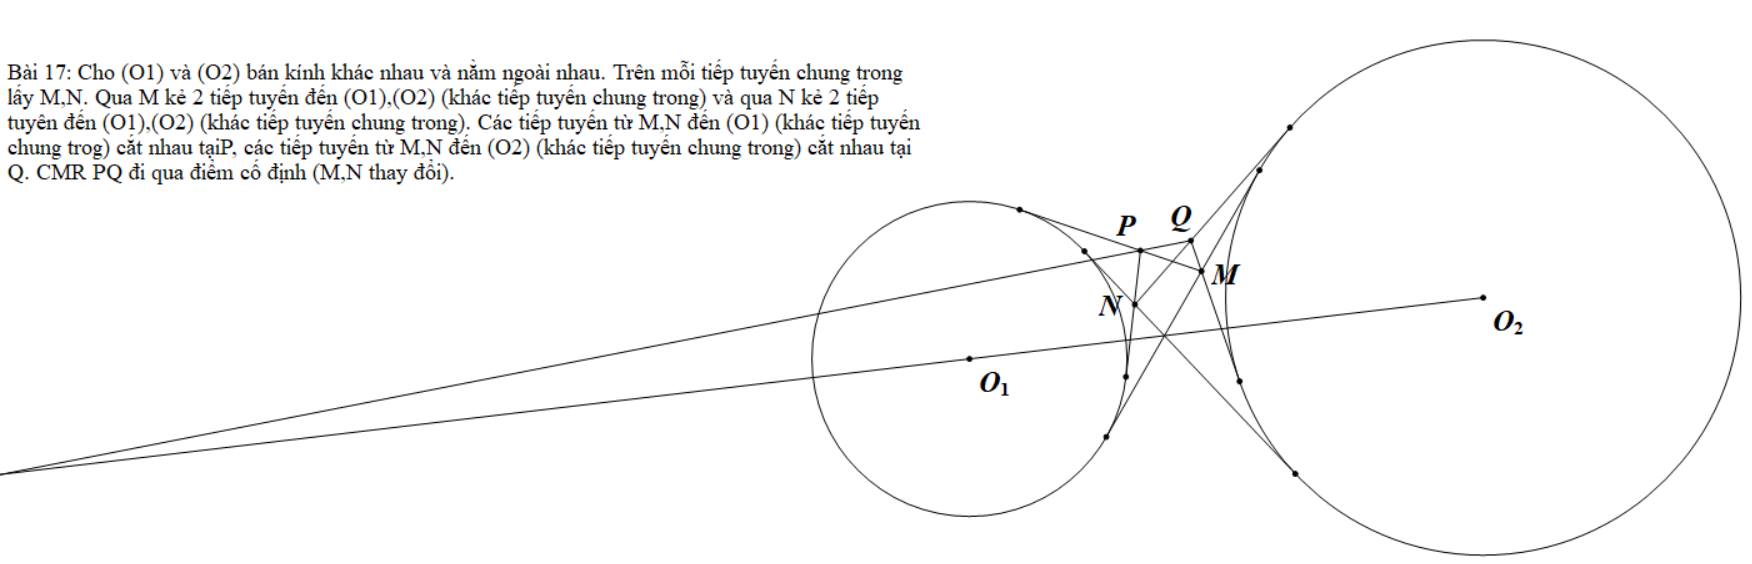 Bài 17: Cho (O1) và (O2) bán kính khác nhau và nằm ngoài nhau. Trên mỗi tiếp tuyến chung trong
lấy M,N. Qua M kẻ 2 tiếp tuyến đến (O1),(O2) (khác tiếp tuyến chung trong) và qua N kẻ 2 tiếp
tuyên đến (O1),(O2) (khác tiếp tuyến chung trong). Các tiếp tuyến từ M,N đến (O1) (khác tiếp tuyến
chung trog) cắt nhau tạiP, các tiếp tuyến từ M,N đến (O2) (khác tiếp tuyến chung trong) cắt nhau tại
Q. CMR PQ đi qua điểm cố định (M,N thay đổi).
P
Q
M
N
O₂
O₁